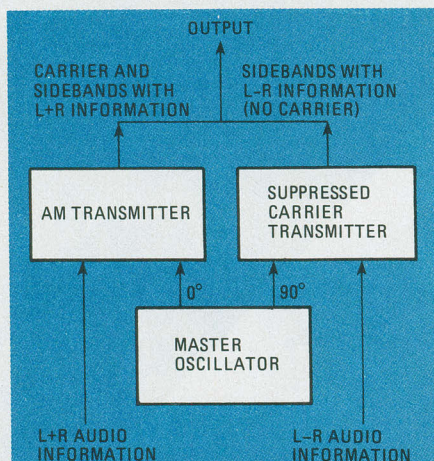 OUTPUT
CARRIER AND
SIDEBANDS WITH
L+R INFORMATION
SIDEBANDS WITH
L–R INFORMATION
(NO CARRIER)
AM TRANSMITTER
SUPPRESSED
CARRIER
TRANSMITTER
0°
90°
MASTER
OSCILLATOR
L+R AUDIO
INFORMATION
L–R AUDIO
INFORMATION